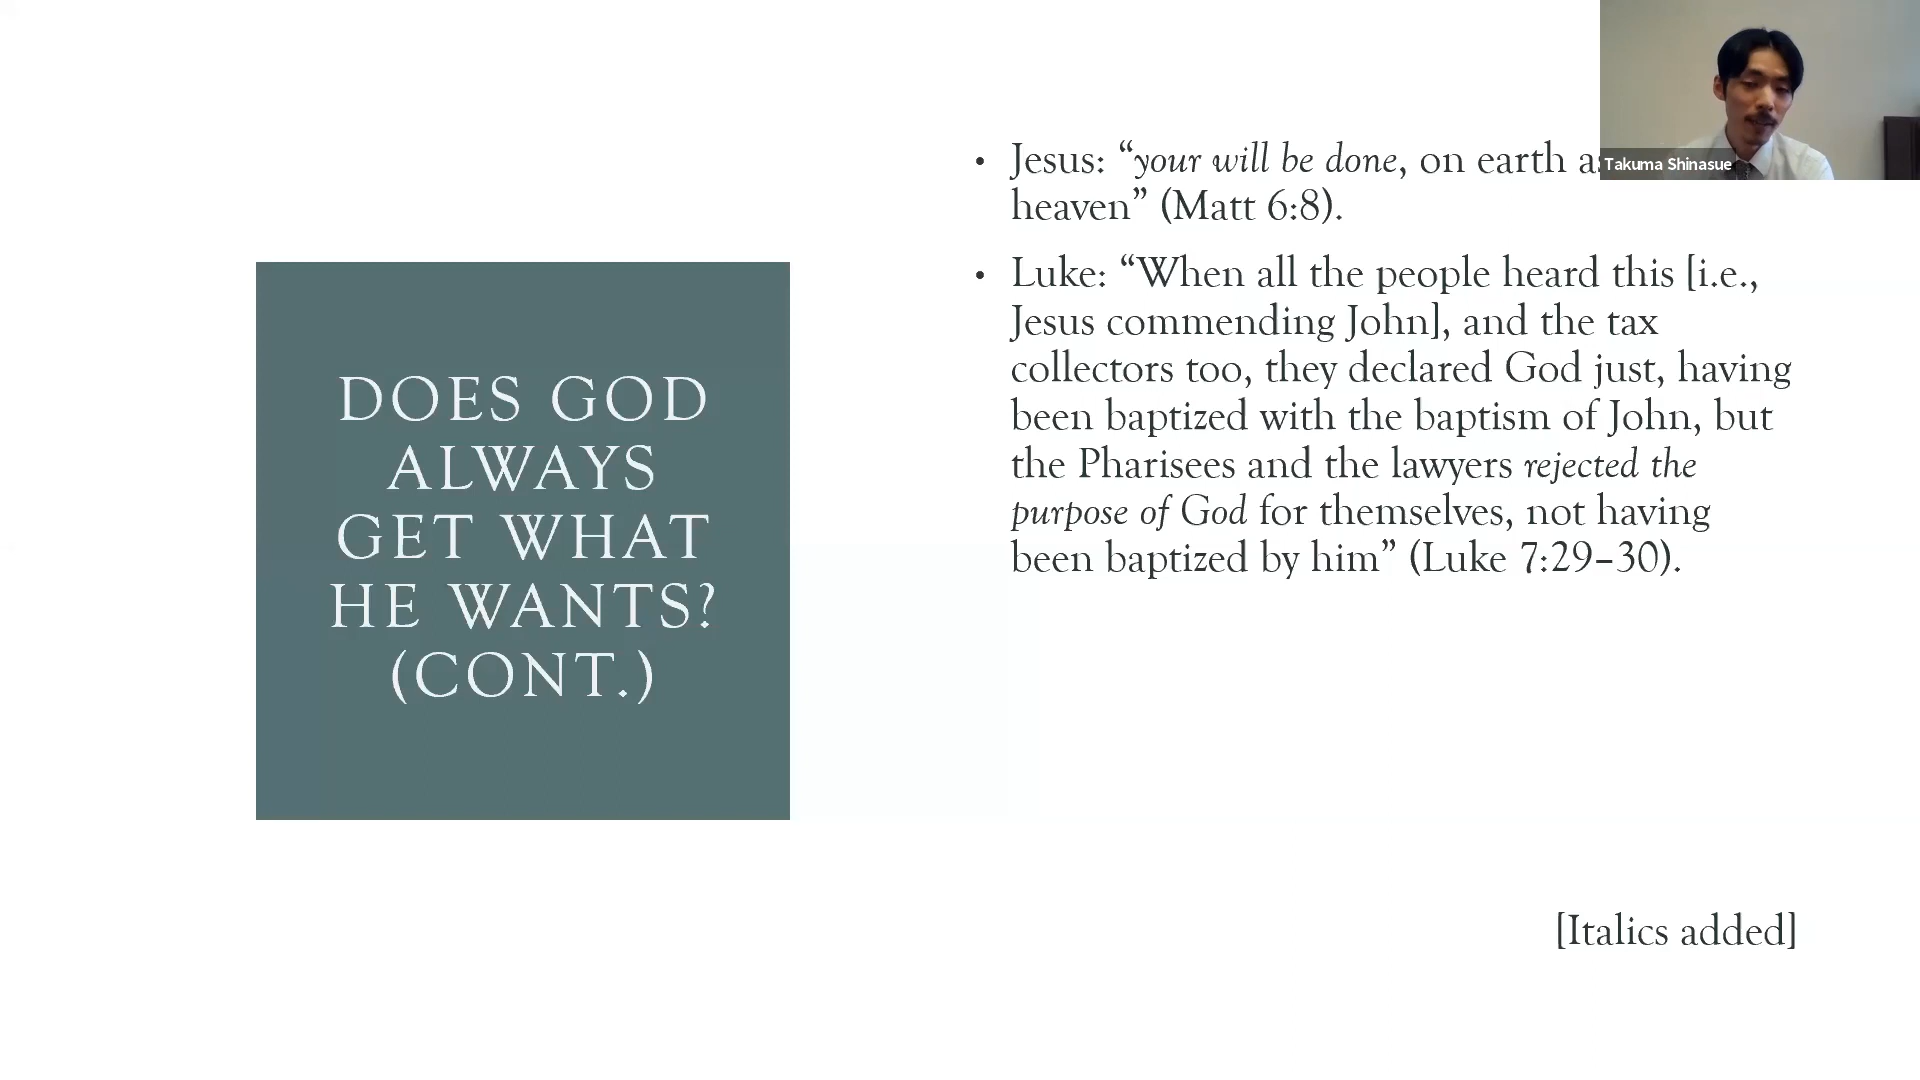 DOES GOD
ALWAYS
GET WHAT
HE WANTS?
(CONT.)
• Jesus: “your will be done, on earth as
heaven” (Matt 6:8).
• Luke: “When all the people heard this [i.e.,
Jesus commending John], and the tax
collectors too, they declared God just, having
been baptized with the baptism of John, but
the Pharisees and the lawyers rejected the
purpose of God for themselves, not having
been baptized by him” (Luke 7:29–30).
[Italics added]
Takuma Shinasue